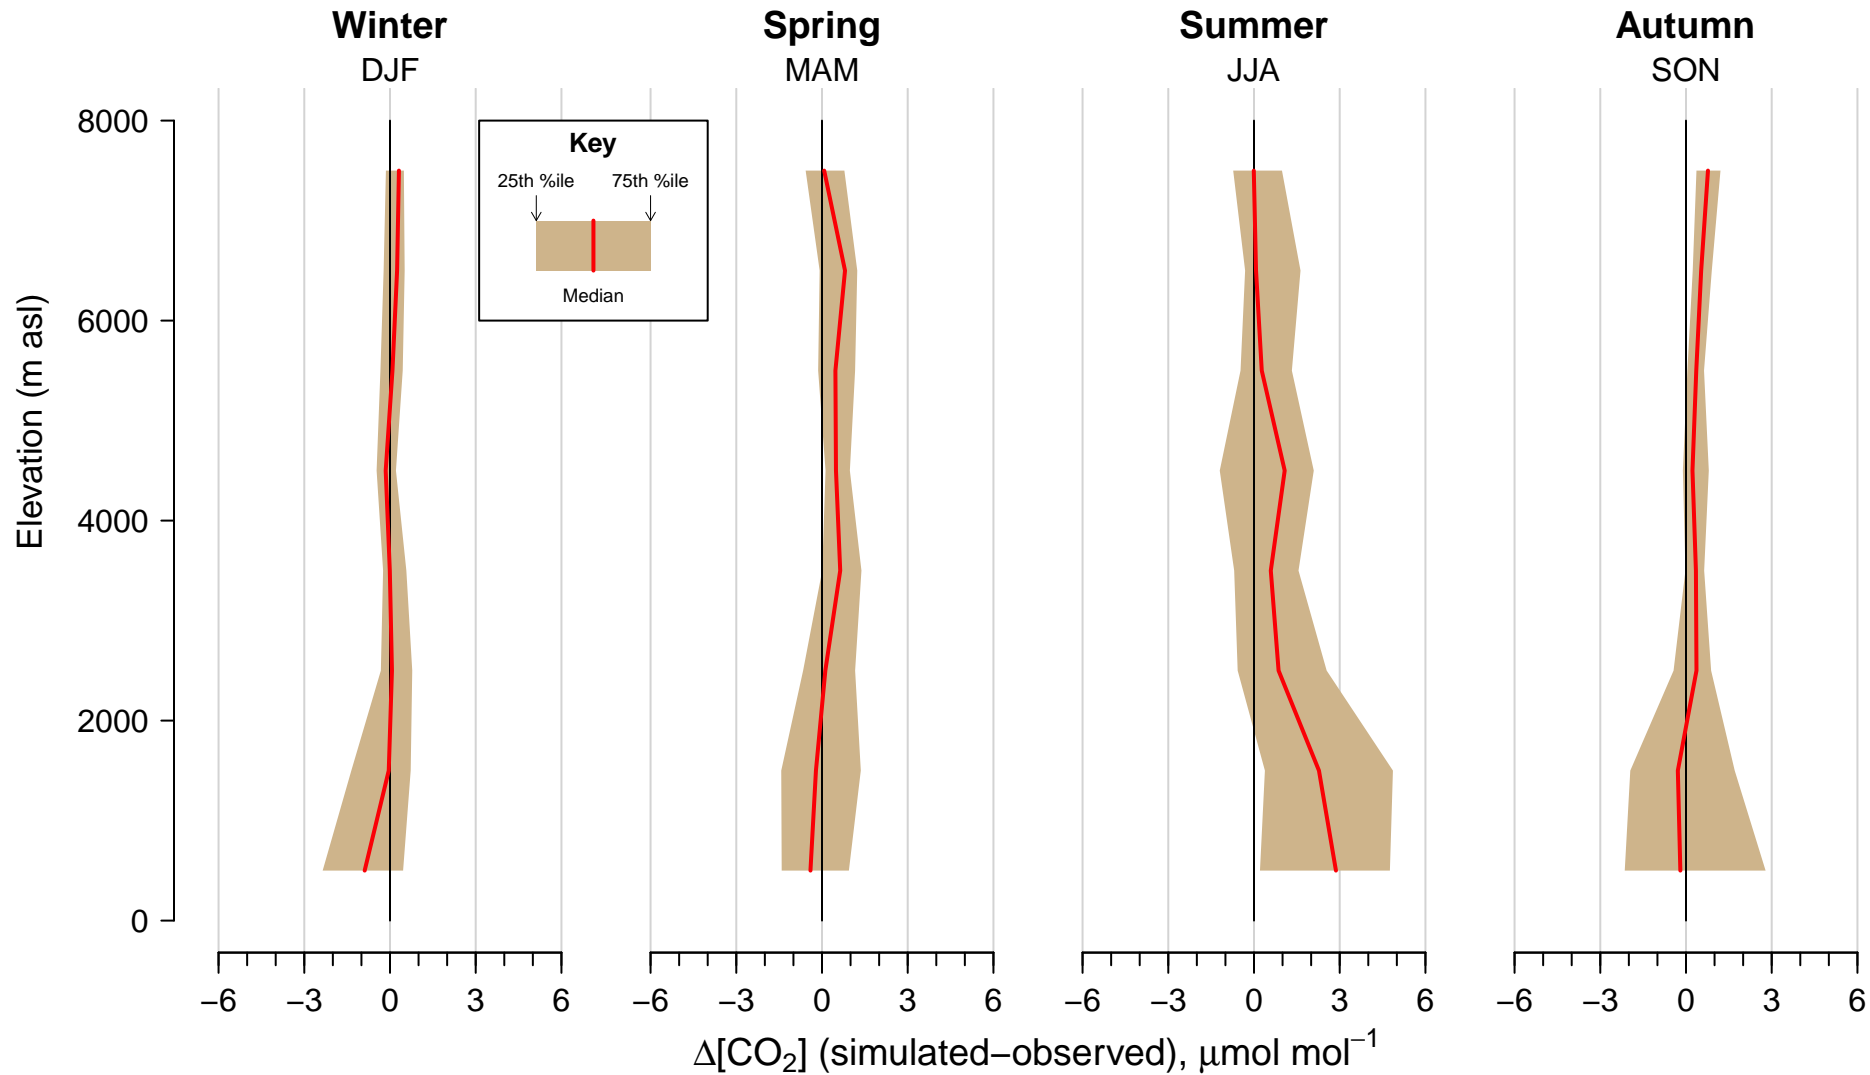 Winter Spring Summer Autumn
DJF MAM JJA SON
8000
6000
4000
2000
0
Elevation (m asl)
Key
25th %ile 75th %ile
Median
−6 −3 0 3 6 −6 −3 0 3 6 −6 −3 0 3 6 −6 −3 0 3 6
Δ[CO₂] (simulated−observed), μmol mol⁻¹